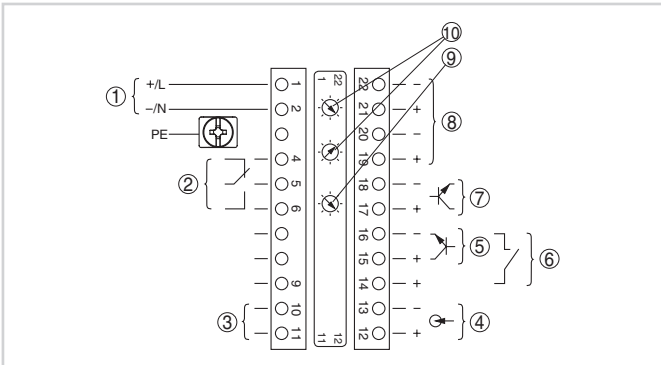 ⑩
⑨
① +/L 1 1 22 22 − ⑧
−/N 2 21 +
PE 20 −
② 4 19 +
5 18 − ⑦
6 17 +
16 − ⑤ ⑥
15 +
9 14 +
③ 10 13 − ④
11 11 12 12 +